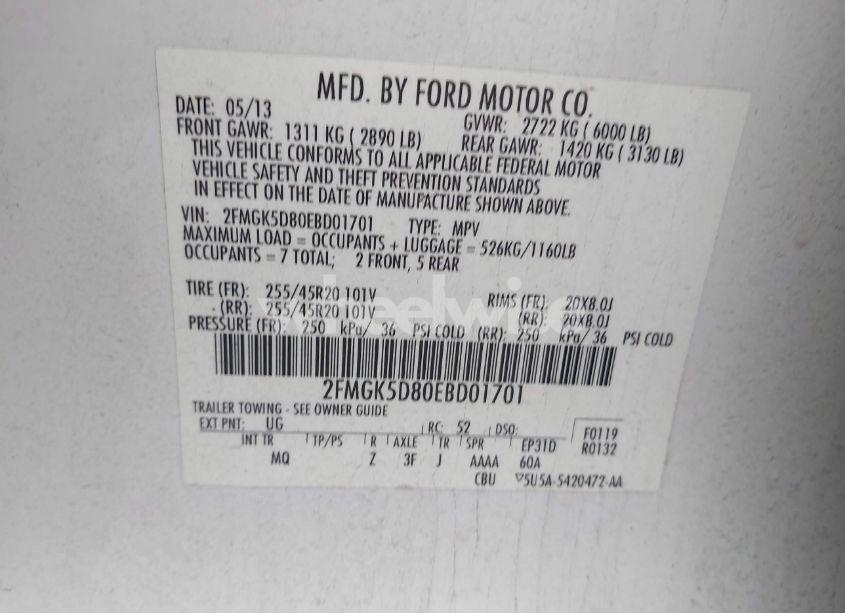 MFD. BY FORD MOTOR CO.
DATE: 05/13 GVWR: 2722 KG ( 6000 LB)
FRONT GAWR: 1311 KG ( 2890 LB) REAR GAWR: 1420 KG ( 3130 LB)
THIS VEHICLE CONFORMS TO ALL APPLICABLE FEDERAL MOTOR
VEHICLE SAFETY AND THEFT PREVENTION STANDARDS
IN EFFECT ON THE DATE OF MANUFACTURE SHOWN ABOVE.
VIN: 2FMGK5D80EBD01701 TYPE: MPV
MAXIMUM LOAD = OCCUPANTS + LUGGAGE = 526KG/1160LB
OCCUPANTS = 7 TOTAL; 2 FRONT, 5 REAR
TIRE (FR): 255/45R20 101V RIMS (FR): 20X8.0J
(RR): 255/45R20 101V (RR): 20X8.0J
PRESSURE (FR): 250 kPa/ 36 PSI COLD (RR): 250 kPa/ 36 PSI COLD
2FMGK5D80EBD01701
TRAILER TOWING - SEE OWNER GUIDE
EXT PNT: UG RC: 52 DSO: F0119
INT TR TP/PS R AXLE TR SPR EP31D R0132
MQ Z 3F J AAAA 60A
CBU 5U5A-5420472-AA